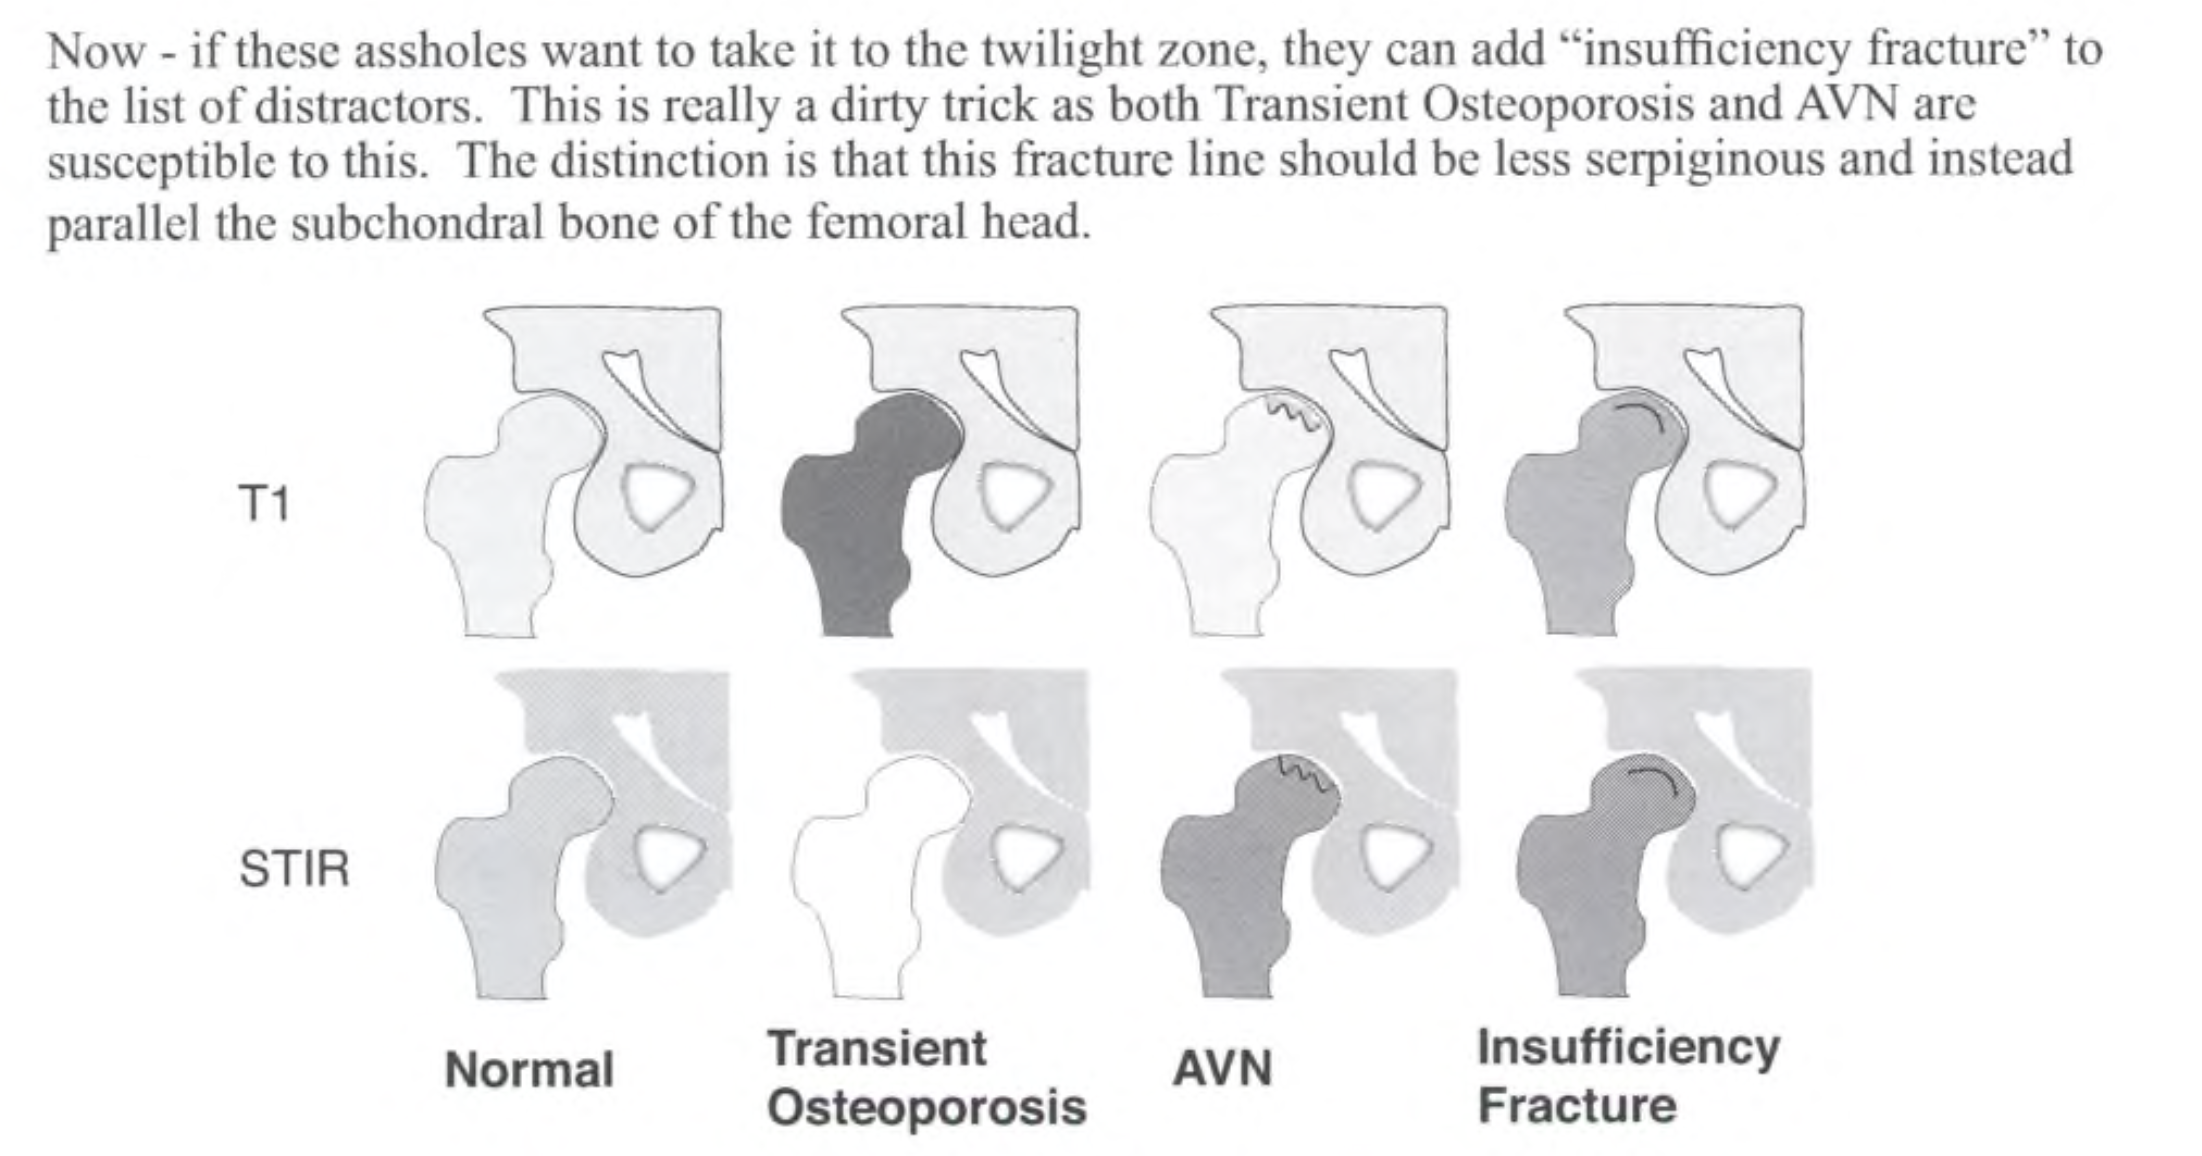 Now - if these assholes want to take it to the twilight zone, they can add “insufficiency fracture” to
the list of distractors.  This is really a dirty trick as both Transient Osteoporosis and AVN are
susceptible to this.  The distinction is that this fracture line should be less serpiginous and instead
parallel the subchondral bone of the femoral head.
T1
STIR
Normal
Transient
Osteoporosis
AVN
Insufficiency
Fracture